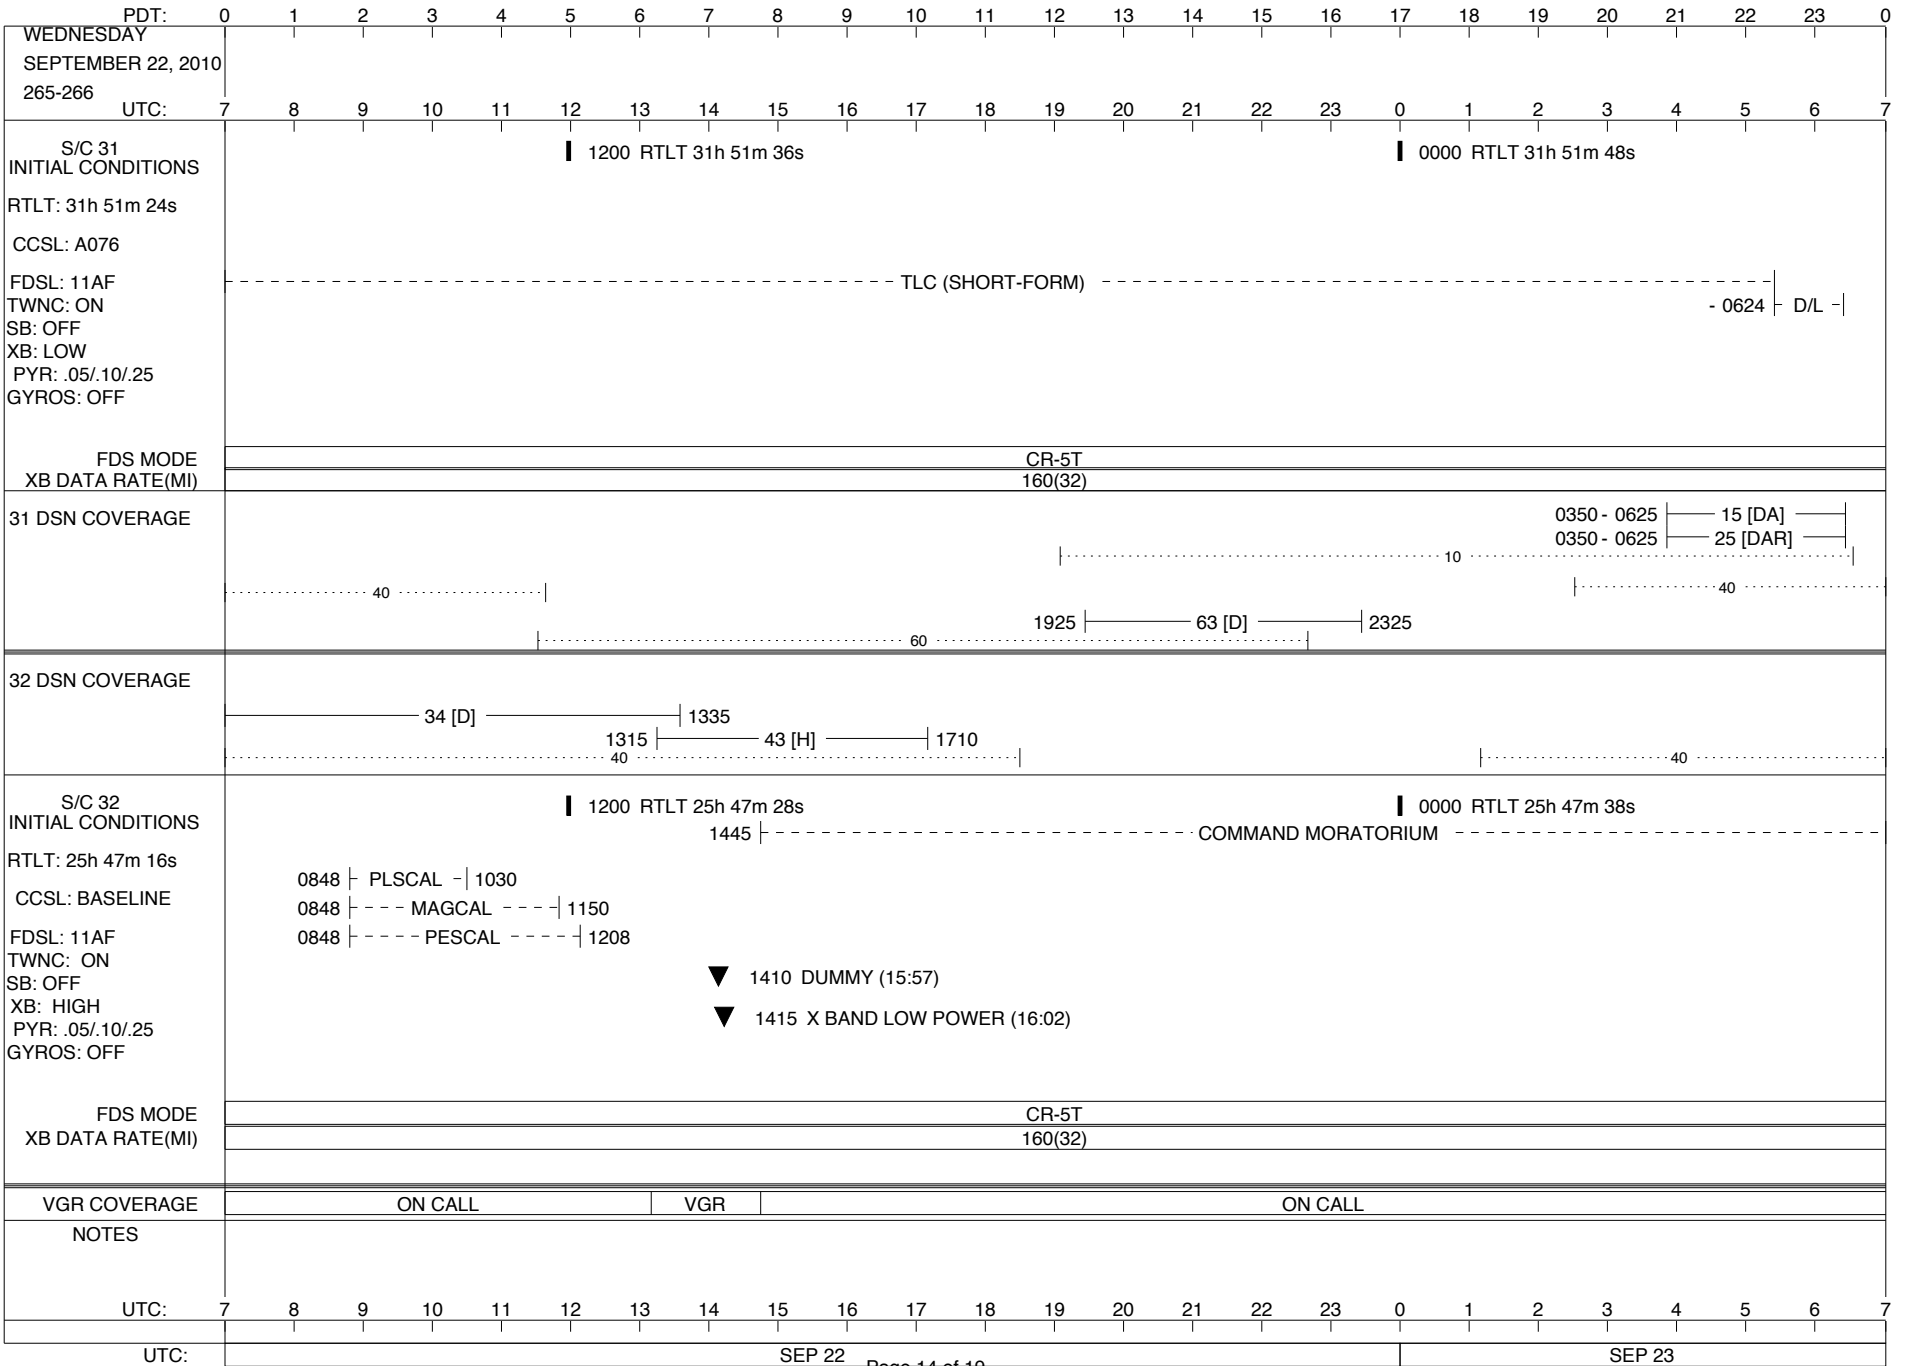 PDT: 0 1 2 3 4 5 6 7 8 9 10 11 12 13 14 15 16 17 18 19 20 21 22 23 0
WEDNESDAY
SEPTEMBER 22, 2010
265-266
UTC: 7 8 9 10 11 12 13 14 15 16 17 18 19 20 21 22 23 0 1 2 3 4 5 6 7
S/C 31
INITIAL CONDITIONS
1200 RTLT 31h 51m 36s
0000 RTLT 31h 51m 48s
RTLT: 31h 51m 24s
CCSL: A076
FDSL: 11AF
TLC (SHORT-FORM)
TWNC: ON
- 0624 D/L
SB: OFF
XB: LOW
PYR: .05/.10/.25
GYROS: OFF
FDS MODE CR-5T
XB DATA RATE(MI) 160(32)
31 DSN COVERAGE
0350 - 0625 15 [DA]
0350 - 0625 25 [DAR]
10
40 40
1925 63 [D] 2325
60
32 DSN COVERAGE
34 [D] 1335
1315 43 [H] 1710
40 40
S/C 32
INITIAL CONDITIONS
1200 RTLT 25h 47m 28s
0000 RTLT 25h 47m 38s
1445 COMMAND MORATORIUM
RTLT: 25h 47m 16s
0848 PLSCAL 1030
CCSL: BASELINE
0848 MAGCAL 1150
FDSL: 11AF
0848 PESCAL 1208
TWNC: ON
SB: OFF
1410 DUMMY (15:57)
XB: HIGH
1415 X BAND LOW POWER (16:02)
PYR: .05/.10/.25
GYROS: OFF
FDS MODE CR-5T
XB DATA RATE(MI) 160(32)
VGR COVERAGE ON CALL VGR ON CALL
NOTES
UTC: 7 8 9 10 11 12 13 14 15 16 17 18 19 20 21 22 23 0 1 2 3 4 5 6 7
UTC: SEP 22 SEP 23
Page 14 of 19